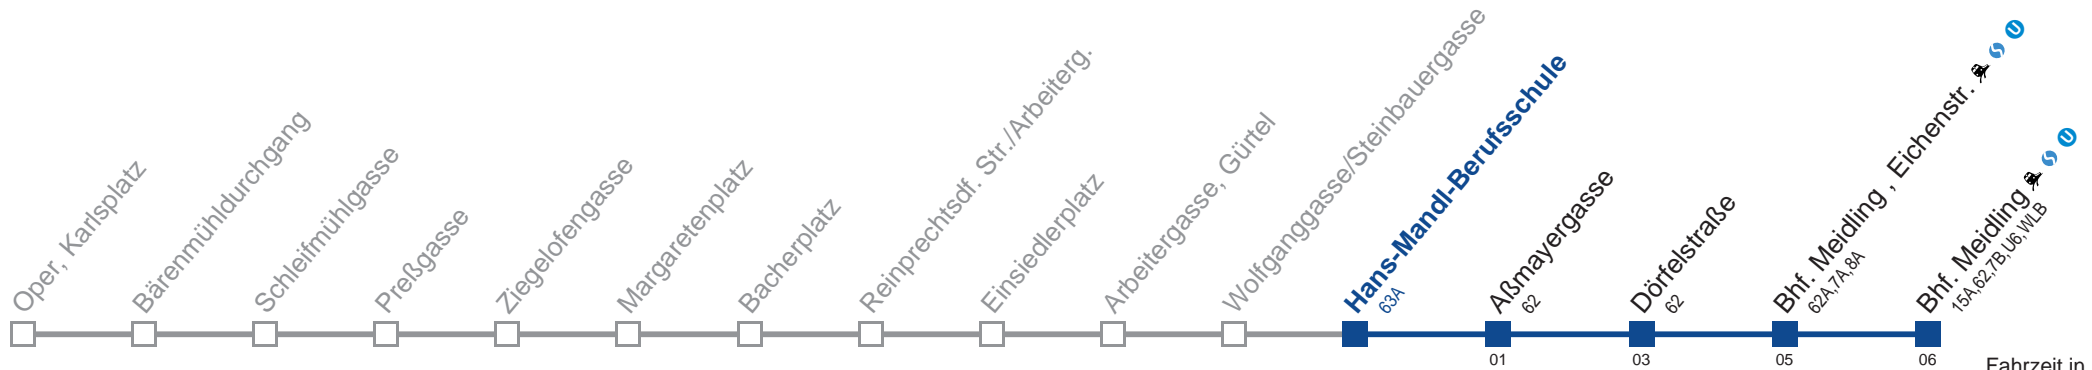 Oper, Karlsplatz
Bärenmühldurchgang
Schleifmühlgasse
Preßgasse
Ziegelofengasse
Margaretenplatz
Bacherplatz
Reinprechtsdf. Str./Arbeiterg.
Einsiedlerplatz
Arbeitergasse, Gürtel
Wolfganggasse/Steinbauergasse
Hans-Mandl-Berufsschule
63A
Aßmayergasse
62
Dörfelstraße
62
Bhf. Meidling , Eichenstr. U
62A,7A,8A
Bhf. Meidling U
15A,62,7B,U6,WLB
01
03
05
06
Fahrzeit in